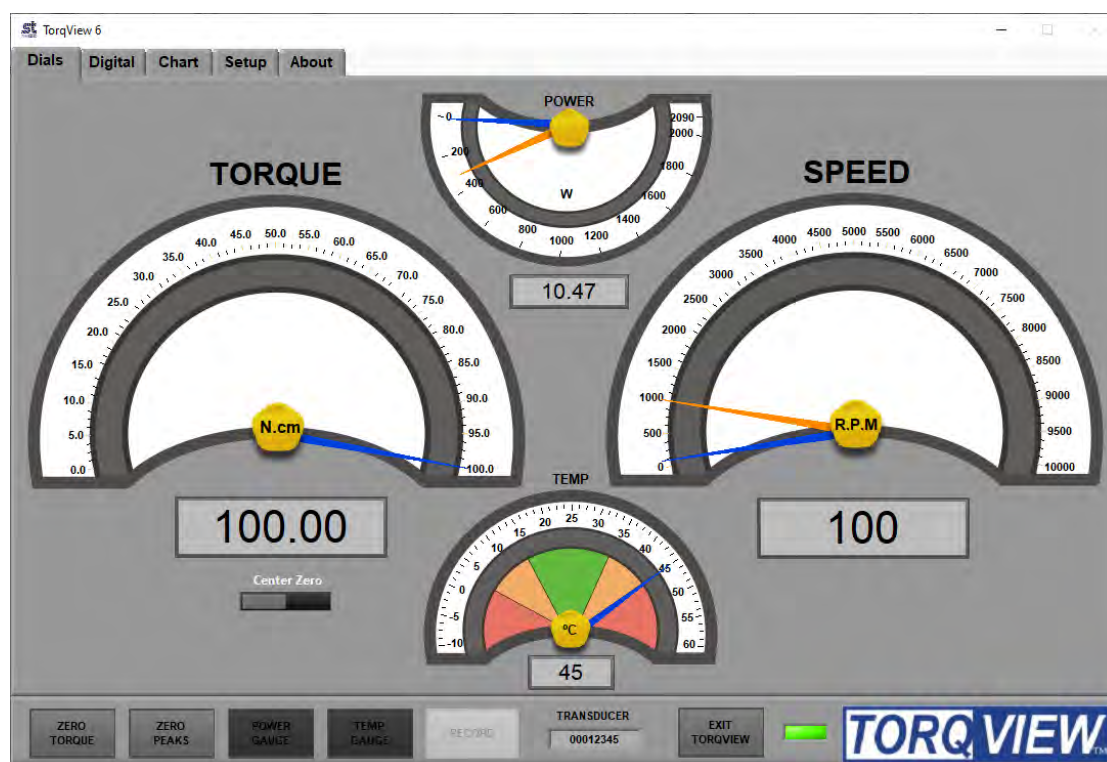 st TorqView 6
Dials Digital Chart Setup About
POWER
0 200 400 600 800 1000 1200 1400 1600 1800 2000 2090
W
10.47
TORQUE
0.0 5.0 10.0 15.0 20.0 25.0 30.0 35.0 40.0 45.0 50.0 55.0 60.0 65.0 70.0 75.0 80.0 85.0 90.0 95.0 100.0
N.cm
100.00
Center Zero
SPEED
0 500 1000 1500 2000 2500 3000 3500 4000 4500 5000 5500 6000 6500 7000 7500 8000 8500 9000 9500 10000
R.P.M
100
TEMP
-10 -5 0 5 10 15 20 25 30 35 40 45 50 55 60
ºC
45
ZERO
TORQUE
ZERO
PEAKS
POWER
GAUGE
TEMP
GAUGE
RECORD
TRANSDUCER
00012345
EXIT
TORQVIEW
TORQVIEW™